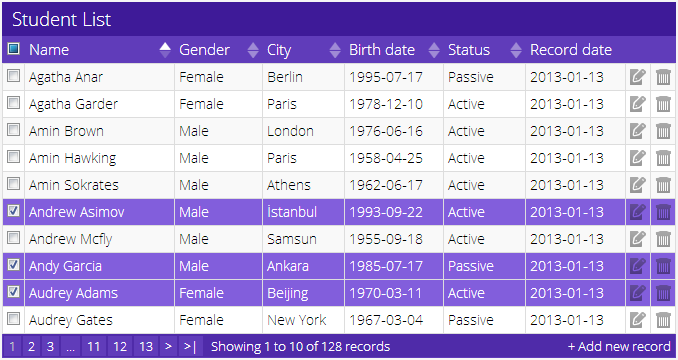 Student List
Name Gender City Birth date Status Record date
Agatha Anar Female Berlin 1995-07-17 Passive 2013-01-13
Agatha Garder Female Paris 1978-12-10 Active 2013-01-13
Amin Brown Male London 1976-06-16 Active 2013-01-13
Amin Hawking Male Paris 1958-04-25 Active 2013-01-13
Amin Sokrates Male Athens 1962-06-17 Active 2013-01-13
Andrew Asimov Male İstanbul 1993-09-22 Active 2013-01-13
Andrew Mcfly Male Samsun 1955-09-18 Active 2013-01-13
Andy Garcia Male Ankara 1985-07-17 Passive 2013-01-13
Audrey Adams Female Beijing 1970-03-11 Active 2013-01-13
Audrey Gates Female New York 1967-03-04 Passive 2013-01-13
1 2 3 ... 11 12 13 > >| Showing 1 to 10 of 128 records + Add new record